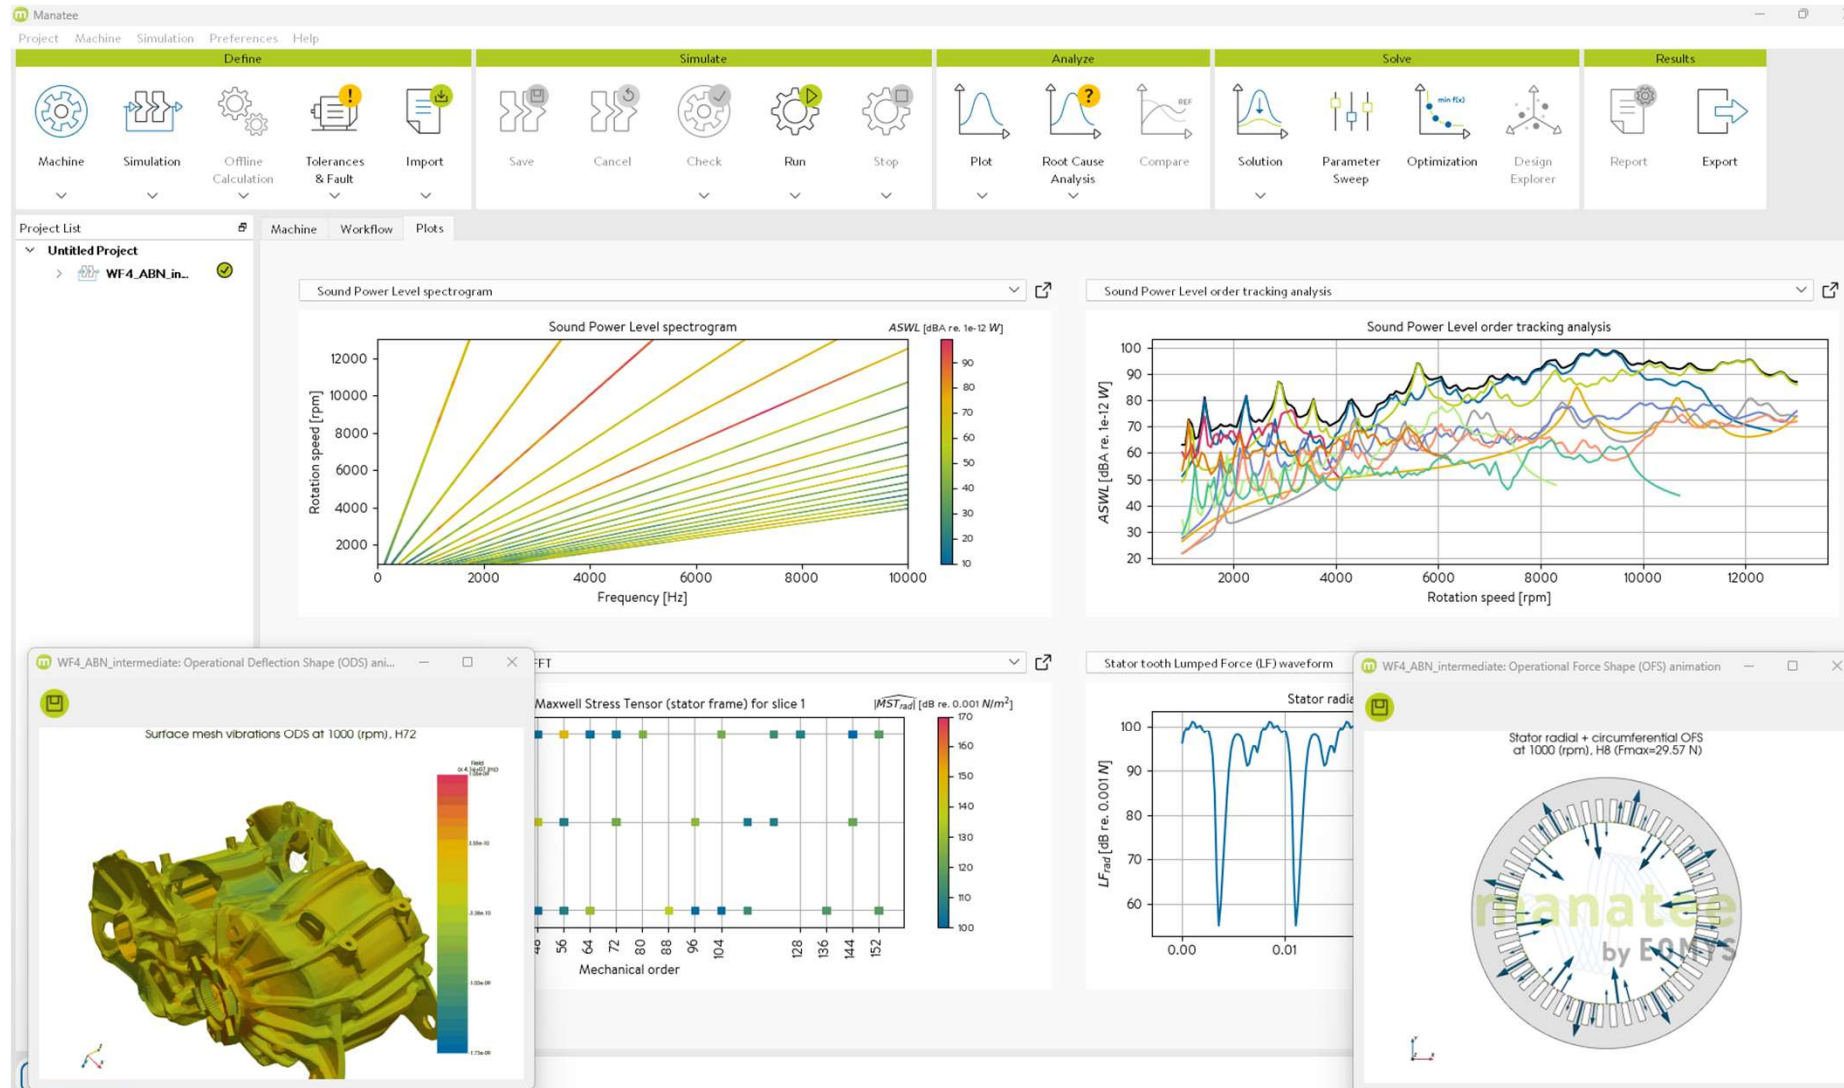 Manatee
Project Machine Simulation Preferences Help
Define
Simulate
Analyze
Solve
Results
Machine
Simulation
Offline
Calculation
Tolerances
& Fault
Import
Save
Cancel
Check
Run
Stop
Plot
Root Cause
Analysis
REF
Compare
Solution
Parameter
Sweep
min f(x)
Optimization
Design
Explorer
Report
Export
Project List
Untitled Project
WF4_ABN_in...
Machine Workflow Plots
Sound Power Level spectrogram
Sound Power Level spectrogram
ASWL [dBA re. 1e-12 W]
12000
10000
8000
6000
4000
2000
Rotation speed [rpm]
0 2000 4000 6000 8000 10000
Frequency [Hz]
90
80
70
60
50
40
30
20
10
Sound Power Level order tracking analysis
Sound Power Level order tracking analysis
100
90
80
70
60
50
40
30
20
ASWL [dBA re. 1e-12 W]
2000 4000 6000 8000 10000 12000
Rotation speed [rpm]
WF4_ABN_intermediate: Operational Deflection Shape (ODS) ani...
Surface mesh vibrations ODS at 1000 (rpm), H72
Field
FFT
Maxwell Stress Tensor (stator frame) for slice 1
|MSTrad| [dB re. 0.001 N/m²]
170
160
150
140
130
120
110
100
56 64 72 80 88 96 104 128 136 144 152
Mechanical order
Stator tooth Lumped Force (LF) waveform
Stator radia
100
90
80
70
60
LFrad [dB re. 0.001 N]
0.00 0.01
WF4_ABN_intermediate: Operational Force Shape (OFS) animation
Stator radial + circumferential OFS
at 1000 (rpm), H8 (Fmax=29.57 N)
manatee
by EOMYS